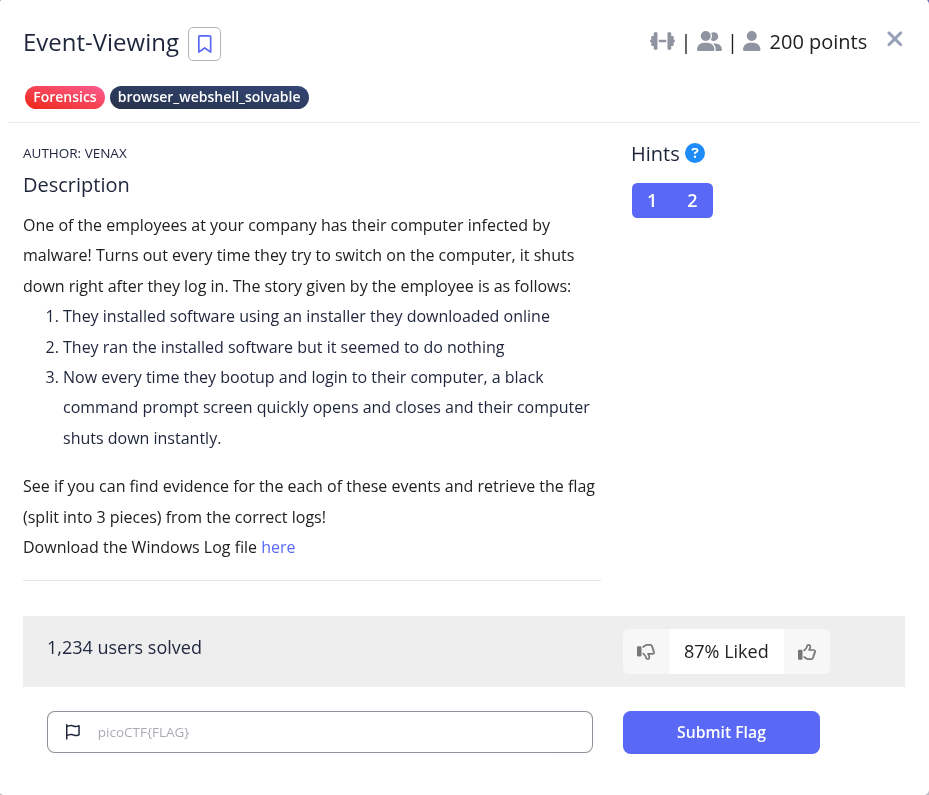 Event-Viewing
| | 200 points
Forensics browser_webshell_solvable
AUTHOR: VENAX
Description
One of the employees at your company has their computer infected by
malware! Turns out every time they try to switch on the computer, it shuts
down right after they log in. The story given by the employee is as follows:
1. They installed software using an installer they downloaded online
2. They ran the installed software but it seemed to do nothing
3. Now every time they bootup and login to their computer, a black
command prompt screen quickly opens and closes and their computer
shuts down instantly.
See if you can find evidence for the each of these events and retrieve the flag
(split into 3 pieces) from the correct logs!
Download the Windows Log file here
Hints ?
1 2
1,234 users solved
87% Liked
picoCTF{FLAG}
Submit Flag